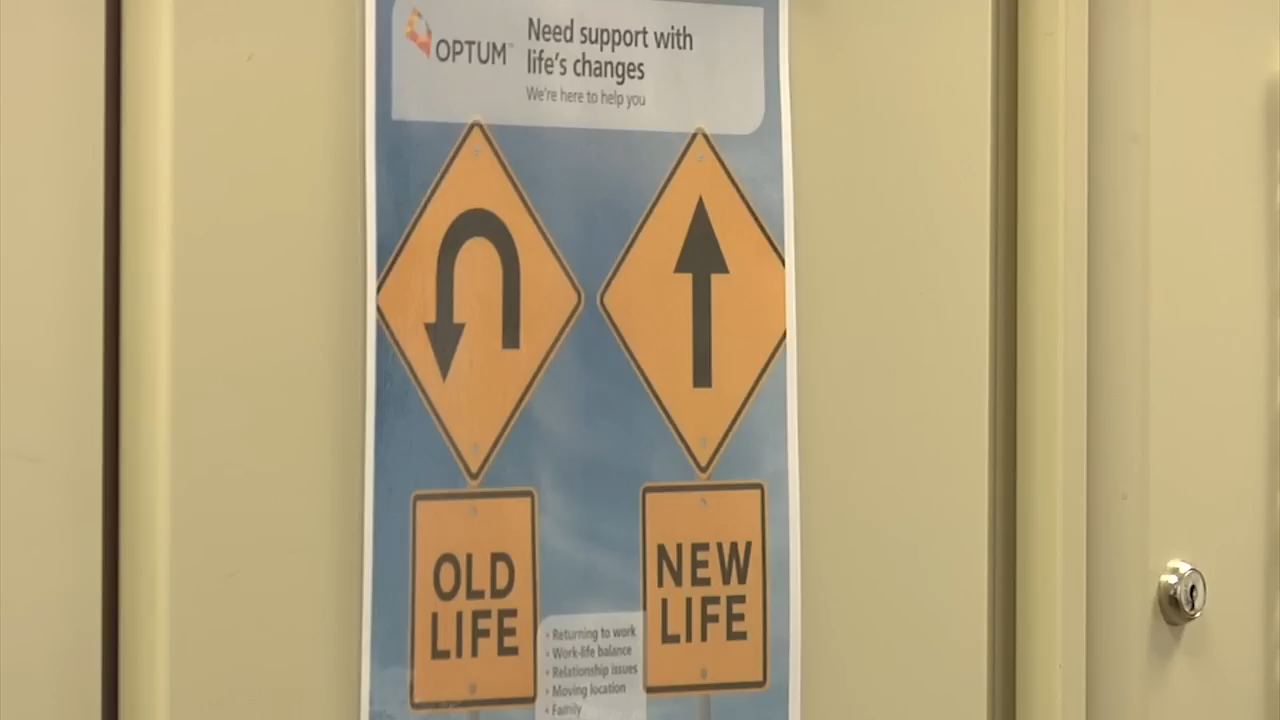 OPTUM™
Need support with
life's changes
We're here to help you
OLD
LIFE
NEW
LIFE
• Returning to work
• Work-life balance
• Relationship issues
• Moving location
• Family